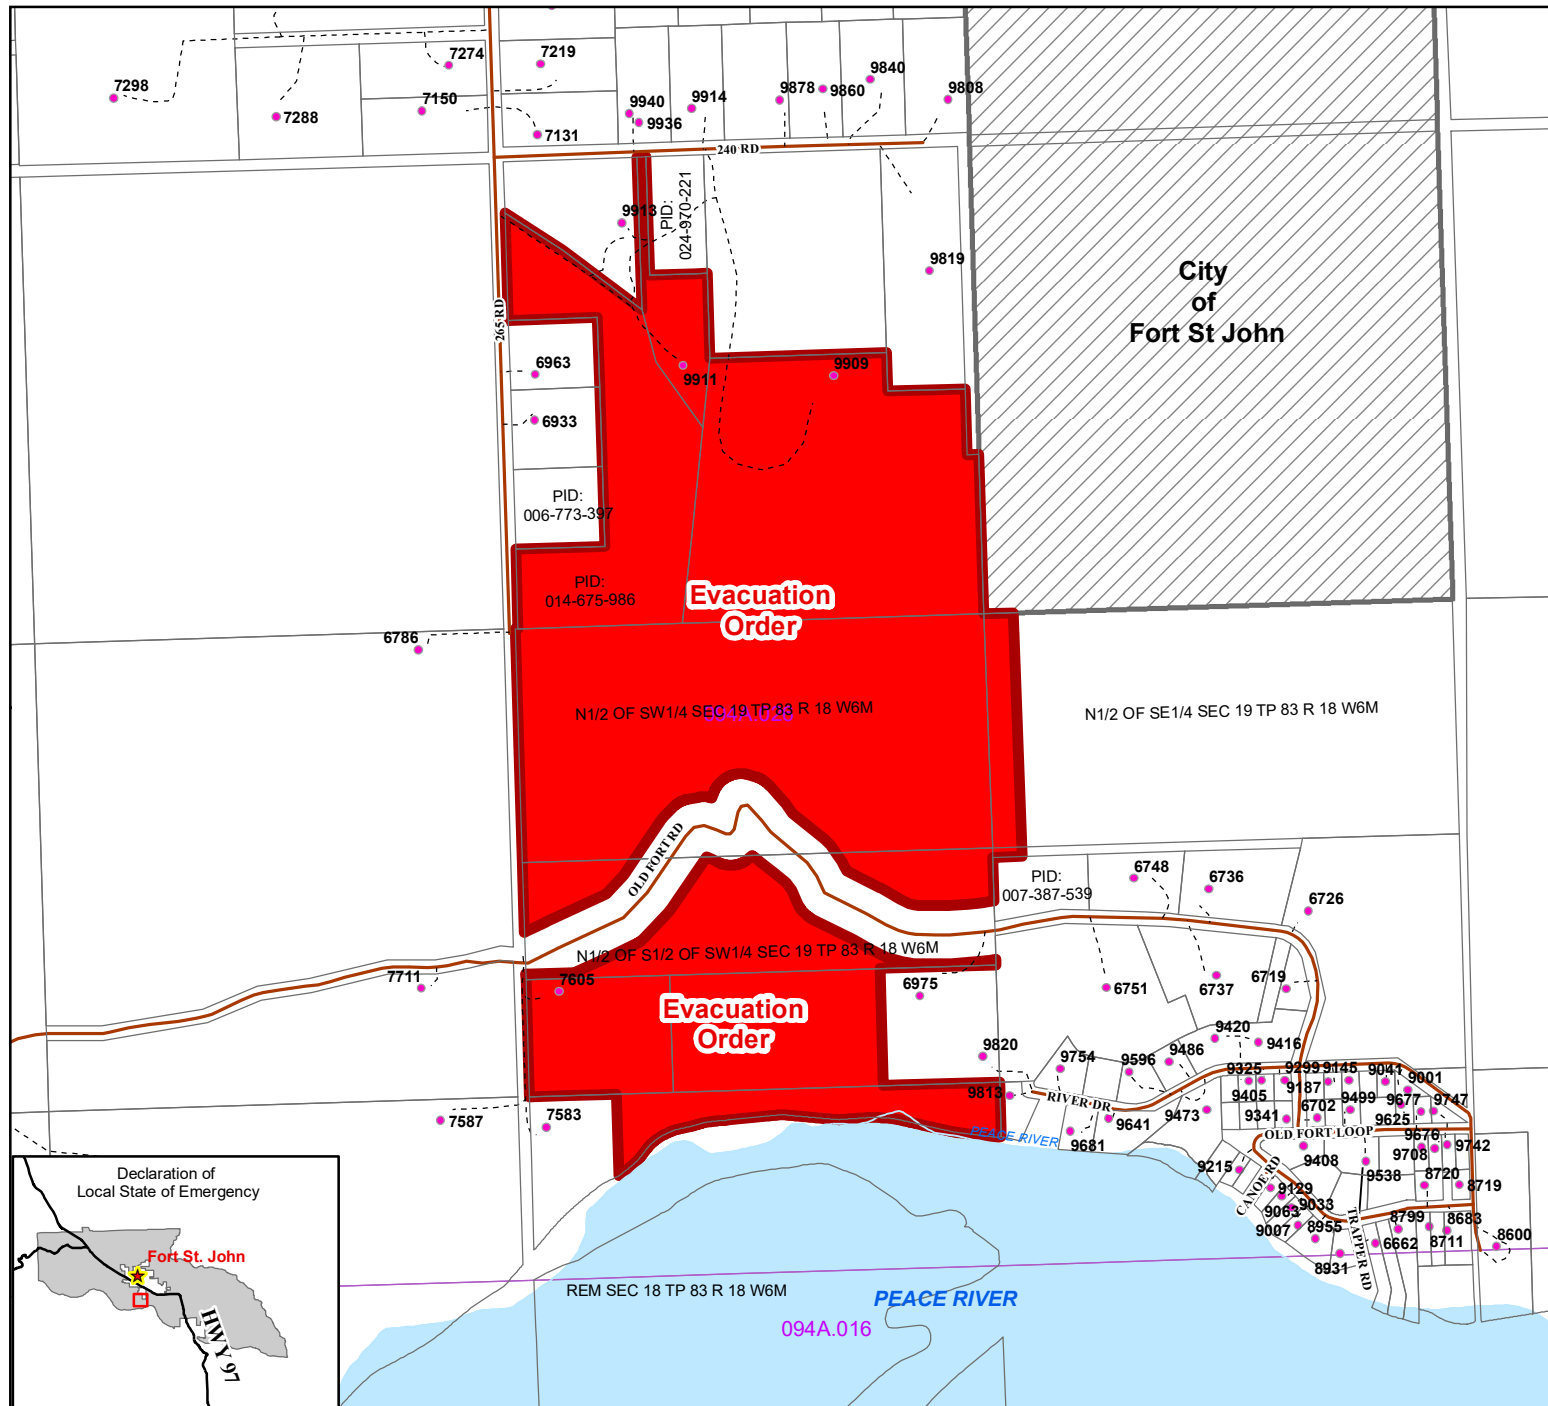 7274
7219
7298
7288
7150
7131
9940
9936
9914
9878
9860
9840
9808
240 RD
9913
PID:
024-970-221
9819
City
of
Fort St John
265 RD
6963
9911
9909
6933
PID:
006-773-397
PID:
014-675-986
Evacuation
Order
6786
N1/2 OF SW1/4 SEC 19 TP 83 R 18 W6M
N1/2 OF SE1/4 SEC 19 TP 83 R 18 W6M
OLD FORT RD
PID:
007-387-539
6748
6736
6726
N1/2 OF S1/2 OF SW1/4 SEC 19 TP 83 R 18 W6M
7711
7605
6975
6751
6737
6719
Evacuation
Order
9820
9754
9596
9486
9420
9416
9813
RIVER DR
9325
9405
9299
9187
9145
9041
9001
9473
9341
6702
9499
9677
9625
9747
7587
7583
9681
9641
PEACE RIVER
OLD FORT LOOP
9676
9708
9742
9215
CANOE RD
9408
9538
8720
8719
9129
9063
9033
9007
8955
8931
TRAPPER RD
6662
8799
8711
8683
8600
Declaration of
Local State of Emergency
Fort St. John
HWY 97
REM SEC 18 TP 83 R 18 W6M
PEACE RIVER
094A.016